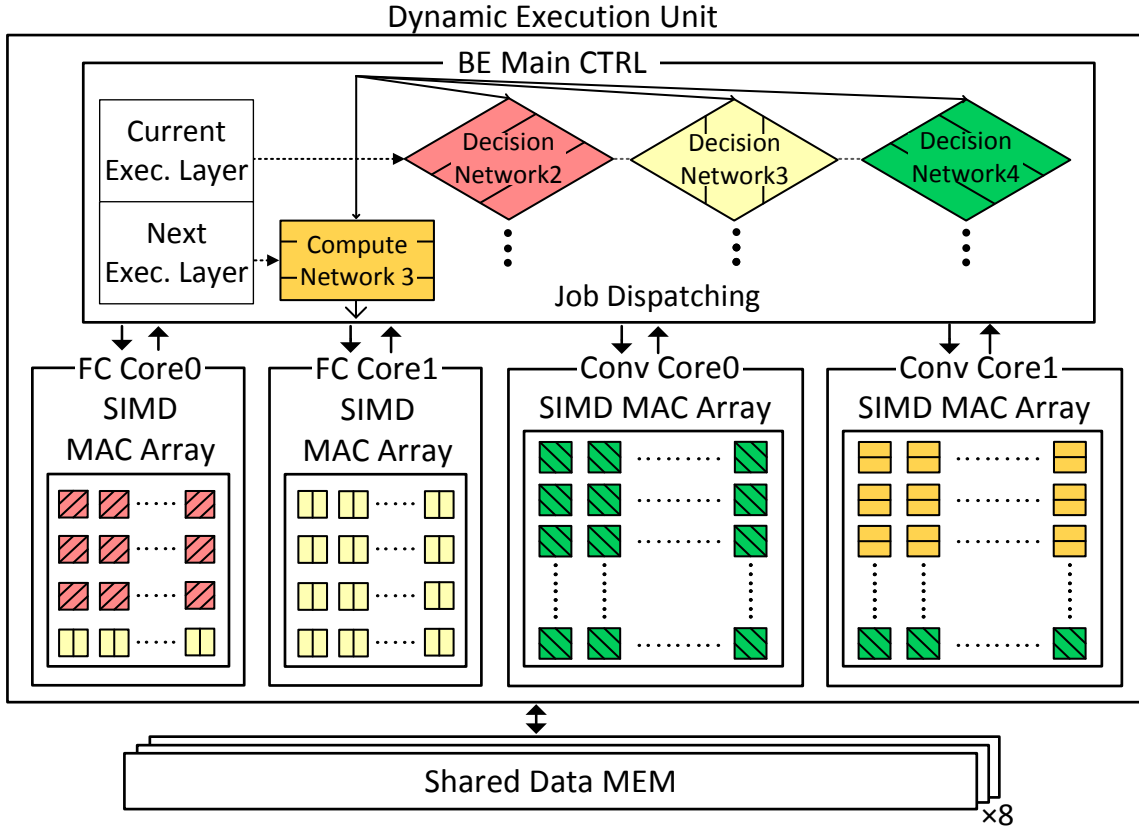 Dynamic Execution Unit
BE Main CTRL
Current
Exec. Layer
Next
Exec. Layer
Decision
Network2
Decision
Network3
Decision
Network4
Compute
Network 3
Job Dispatching
FC Core0
SIMD
MAC Array
FC Core1
SIMD
MAC Array
Conv Core0
SIMD MAC Array
Conv Core1
SIMD MAC Array
Shared Data MEM
×8